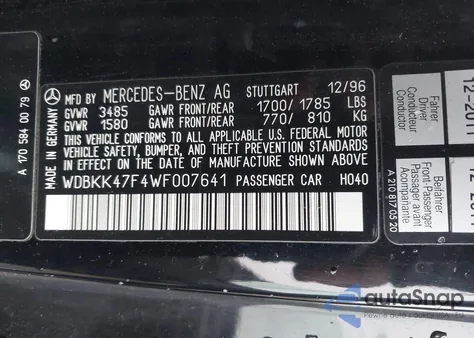 MFD BY MERCEDES-BENZ AG STUTTGART 12/96
GVWR 3485 GAWR FRONT/REAR 1700/1785 LBS
GVWR 1580 GAWR FRONT/REAR 770/ 810 KG
THIS VEHICLE CONFORMS TO ALL APPLICABLE
U.S. FEDERAL MOTOR VEHICLE
SAFETY, BUMPER, AND THEFT PREVENTION
STANDARDS IN EFFECT ON THE
DATE OF MANUFACTURE SHOWN ABOVE
WDBKK47F4WF007641 PASSENGER CAR H040
MADE IN GERMANY
A 170 584 00 79
Fahrer
Driver
Conducteur
Conductor
Beifahrer
Front-Passenger
Passager avant
Acompañante
A 210 817 05 20
autoSnap